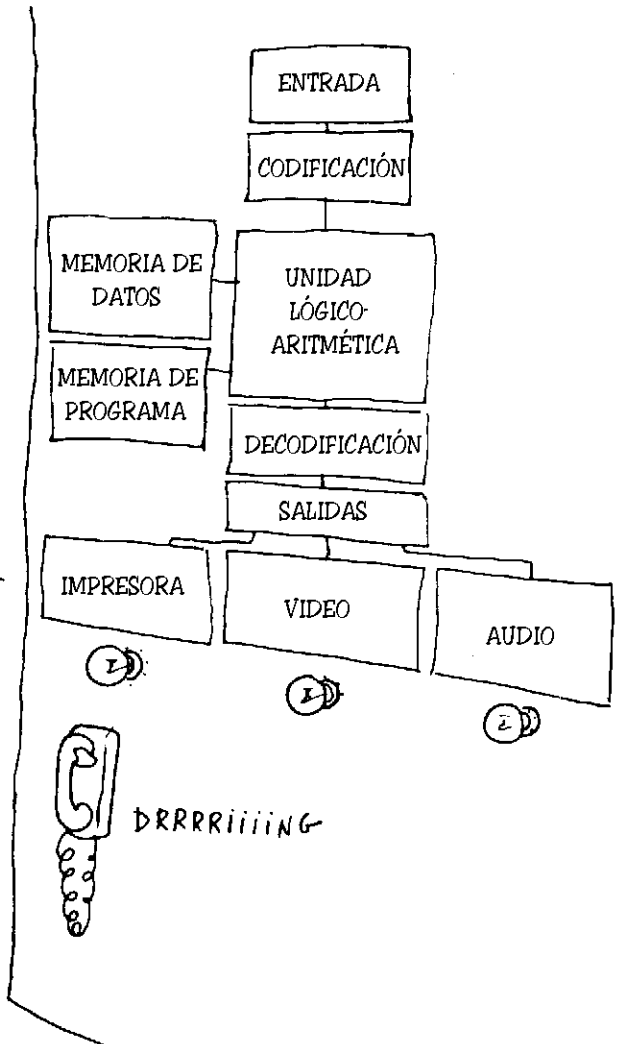 ENTRADA
CODIFICACIÓN
MEMORIA DE
DATOS
UNIDAD
LÓGICO-
ARITMÉTICA
MEMORIA DE
PROGRAMA
DECODIFICACIÓN
SALIDAS
IMPRESORA
VIDEO
AUDIO
DRRRRiiiiNG